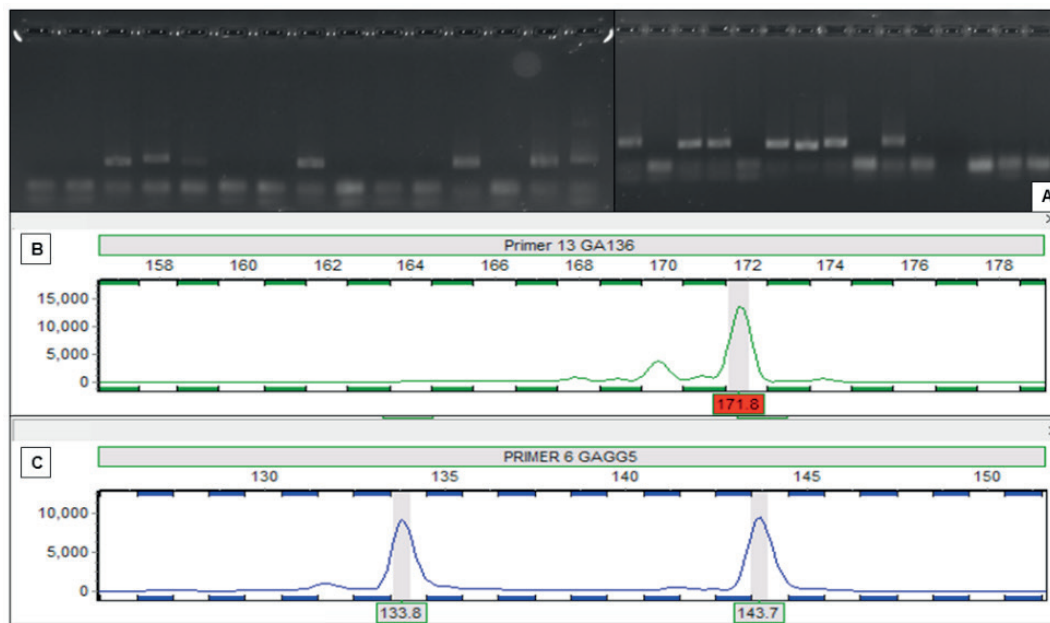 A
B
Primer 13 GA136
158 160 162 164 166 168 170 172 174 176 178
15,000
10,000
5,000
0
171.8
C
PRIMER 6 GAGG5
130 135 140 145 150
10,000
5,000
0
133.8 143.7